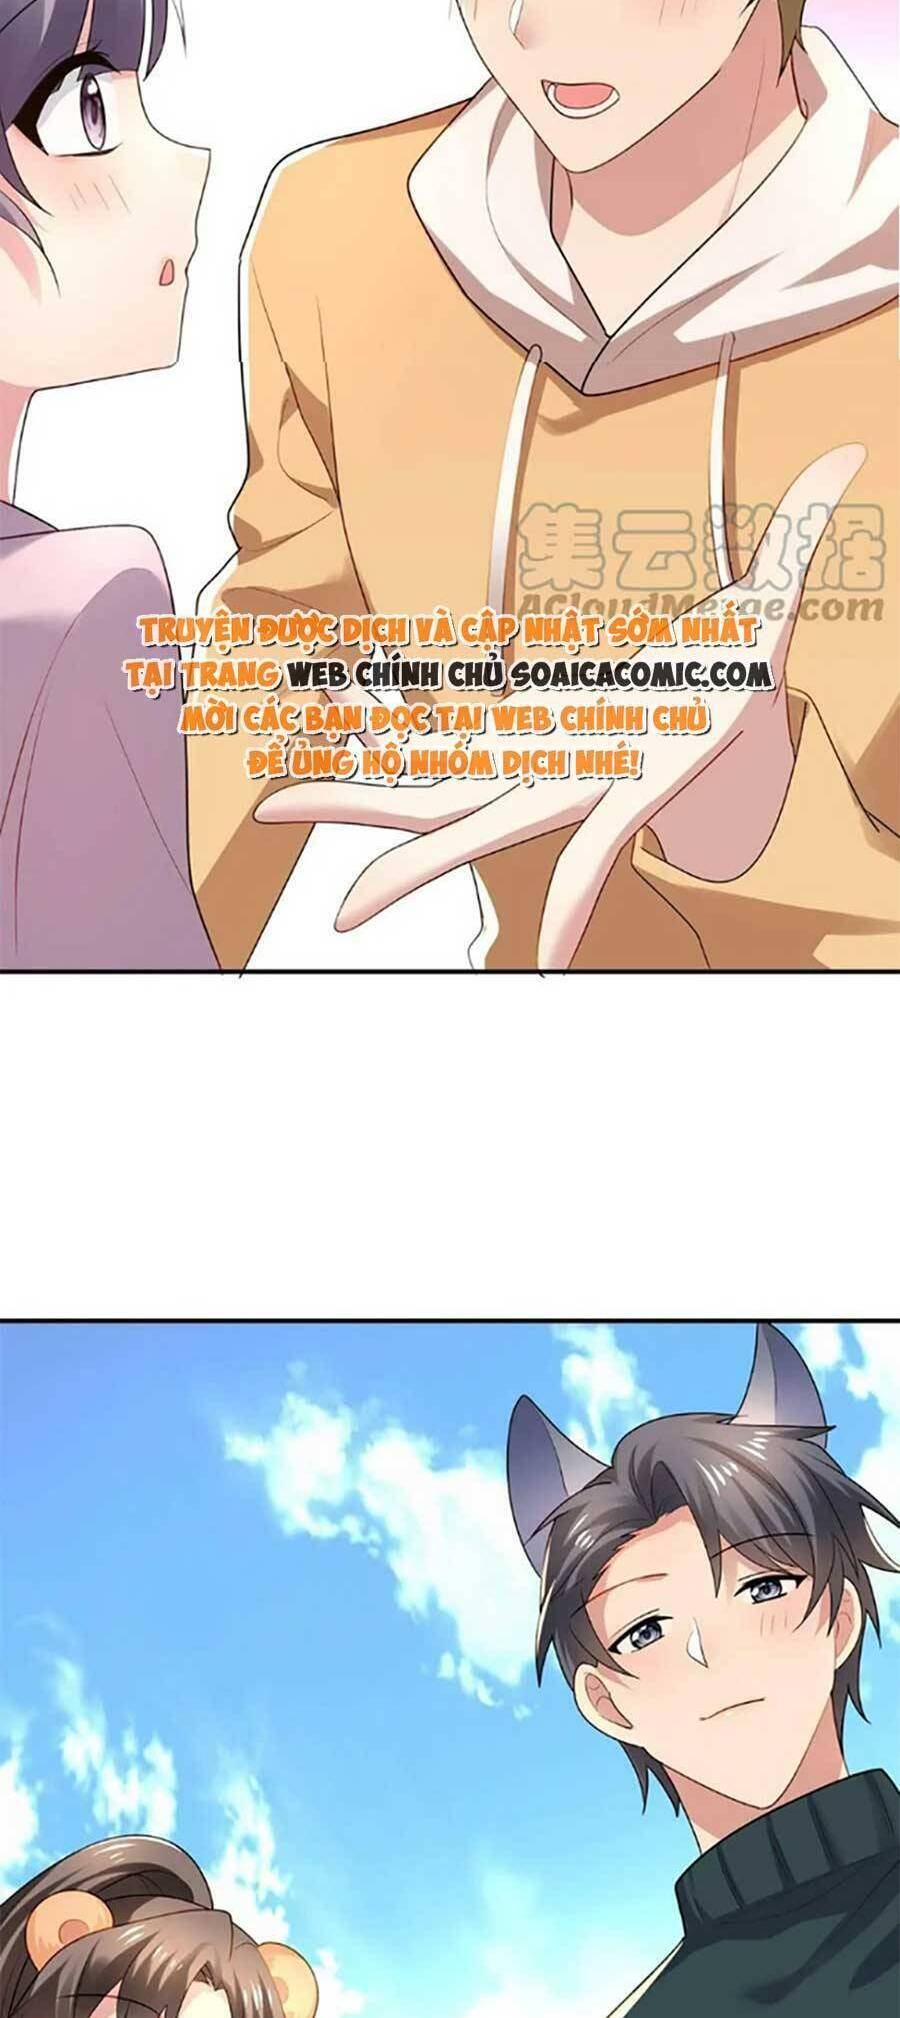 集云数据
ACloudMerge.com
TRUYỆN ĐƯỢC DỊCH VÀ CẬP NHẬT SỚM NHẤT
TẠI TRANG WEB CHÍNH CHỦ SOAICACOMIC.COM
MỜI CÁC BẠN ĐỌC TẠI WEB CHÍNH CHỦ
ĐỂ ỦNG HỘ NHÓM DỊCH NHÉ!